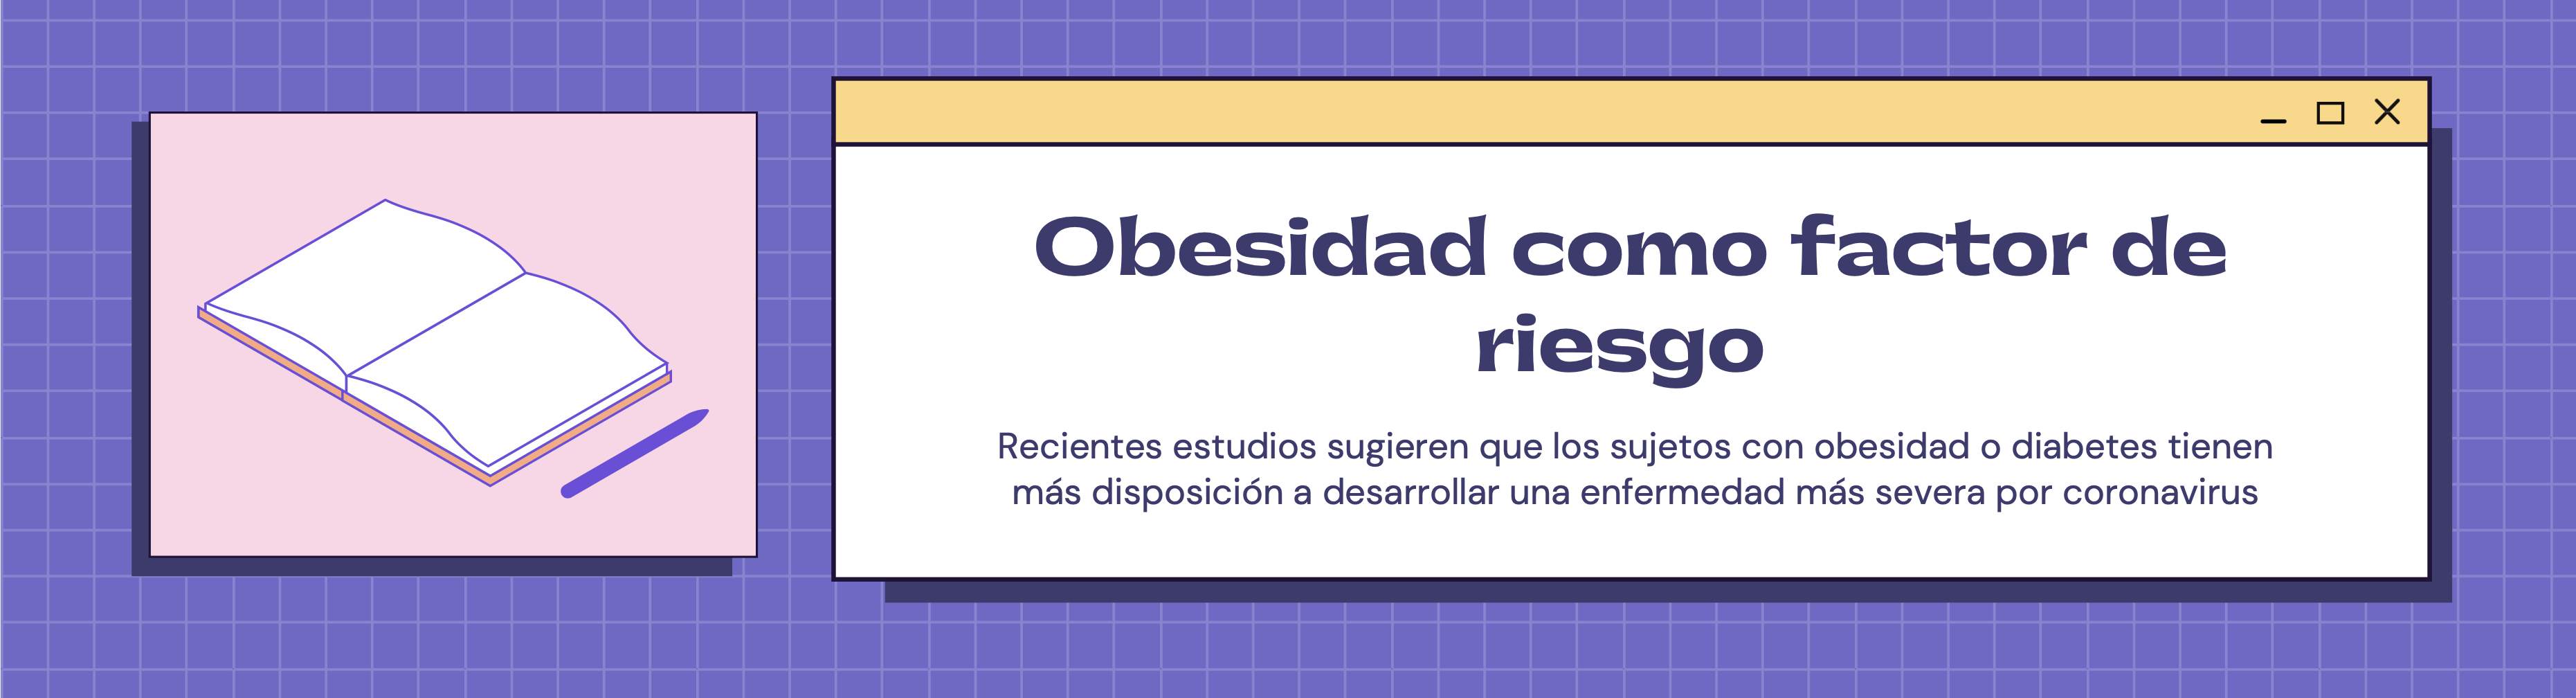 Obesidad como factor de
riesgo
Recientes estudios sugieren que los sujetos con obesidad o diabetes tienen
más disposición a desarrollar una enfermedad más severa por coronavirus